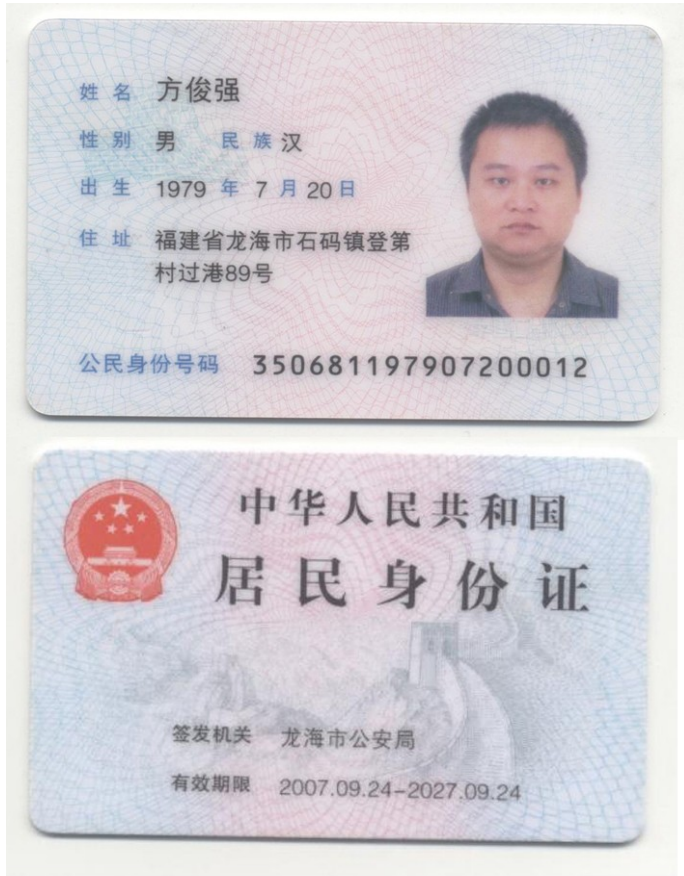 姓名 方俊强
性别 男 民族 汉
出生 1979 年 7 月 20 日
住址 福建省龙海市石码镇登第
村过港89号
公民身份号码 350681197907200012
中华人民共和国
居民身份证
签发机关 龙海市公安局
有效期限 2007.09.24-2027.09.24